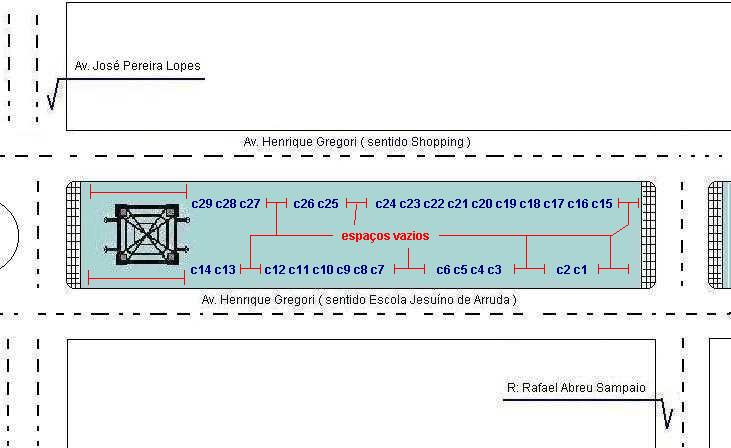 Av. José Pereira Lopes
Av. Henrique Gregori ( sentido Shopping )
c29 c28 c27 c26 c25 c24 c23 c22 c21 c20 c19 c18 c17 c16 c15
espaços vazios
c14 c13 c12 c11 c10 c9 c8 c7 c6 c5 c4 c3 c2 c1
Av. Henrique Gregori ( sentido Escola Jesuíno de Arruda )
R: Rafael Abreu Sampaio